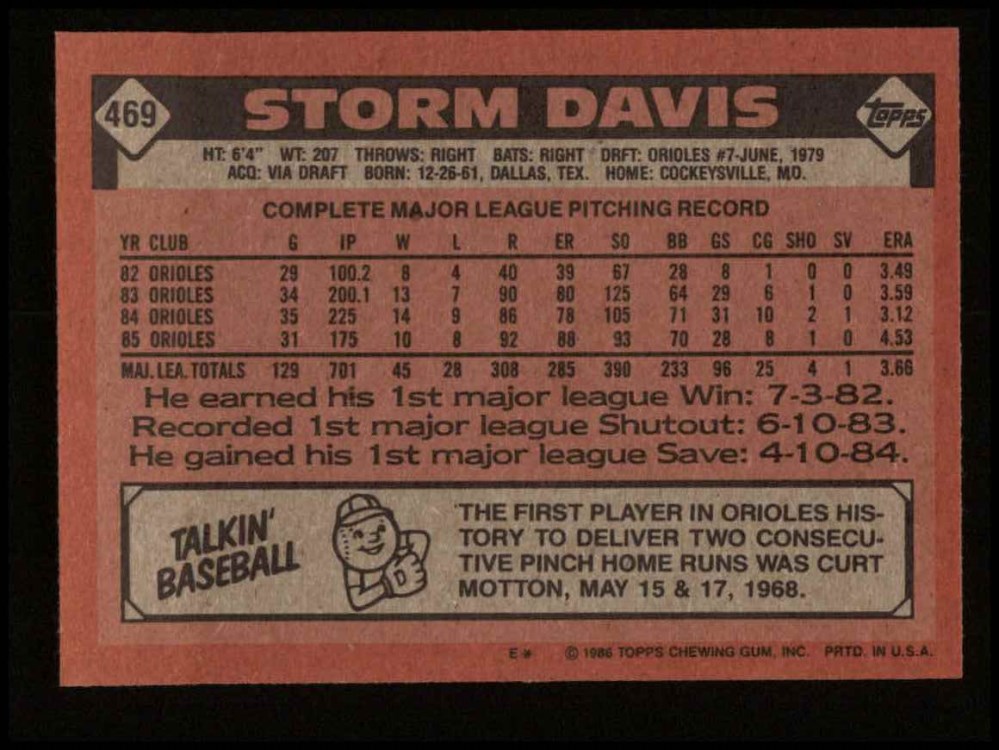 469
STORM DAVIS
topps
HT: 6'4" WT: 207 THROWS: RIGHT BATS: RIGHT DRFT: ORIOLES #7-JUNE, 1979
ACQ: VIA DRAFT BORN: 12-26-61, DALLAS, TEX. HOME: COCKEYSVILLE, MD.
COMPLETE MAJOR LEAGUE PITCHING RECORD
YR CLUB G IP W L R ER SO BB GS CG SHO SV ERA
82 ORIOLES 29 100.2 8 4 40 39 67 28 8 1 0 0 3.49
83 ORIOLES 34 200.1 13 7 90 80 125 64 29 6 1 0 3.59
84 ORIOLES 35 225 14 9 86 78 105 71 31 10 2 1 3.12
85 ORIOLES 31 175 10 8 92 88 93 70 28 8 1 0 4.53
MAJ. LEA. TOTALS 129 701 45 28 308 285 390 233 96 25 4 1 3.66
He earned his 1st major league Win: 7-3-82.
Recorded 1st major league Shutout: 6-10-83.
He gained his 1st major league Save: 4-10-84.
TALKIN'
BASEBALL
D
THE FIRST PLAYER IN ORIOLES HIS-
TORY TO DELIVER TWO CONSECU-
TIVE PINCH HOME RUNS WAS CURT
MOTTON, MAY 15 & 17, 1968.
E* © 1986 TOPPS CHEWING GUM, INC. PRTD. IN U.S.A.